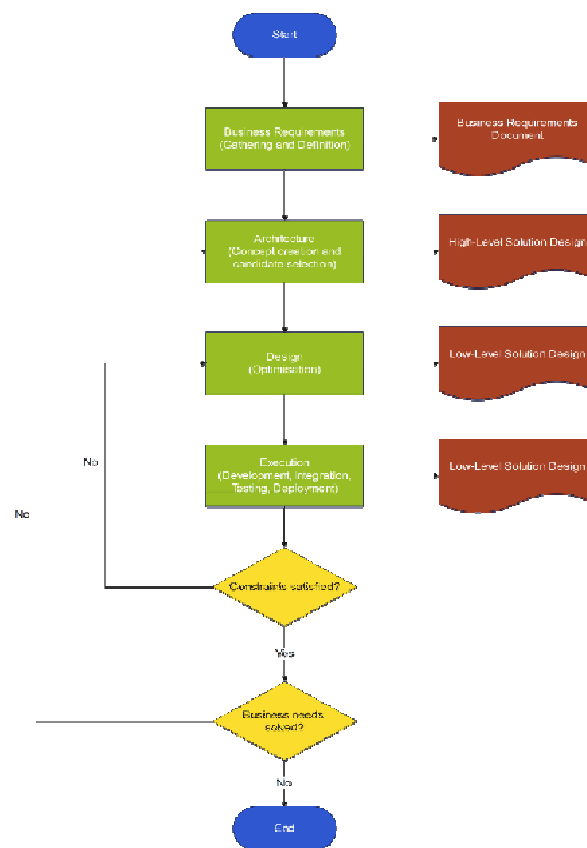 Start
Business Requirements
(Gathering and Definition)
Business Requirements
Document
Architecture
(Concept creation and
candidate selection)
High-Level Solution Design
Design
(Optimisation)
Low-Level Solution Design
Execution
(Development, Integration,
Testing, Deployment)
Low-Level Solution Design
No
No
Constraints satisfied?
Yes
Business needs
solved?
No
End